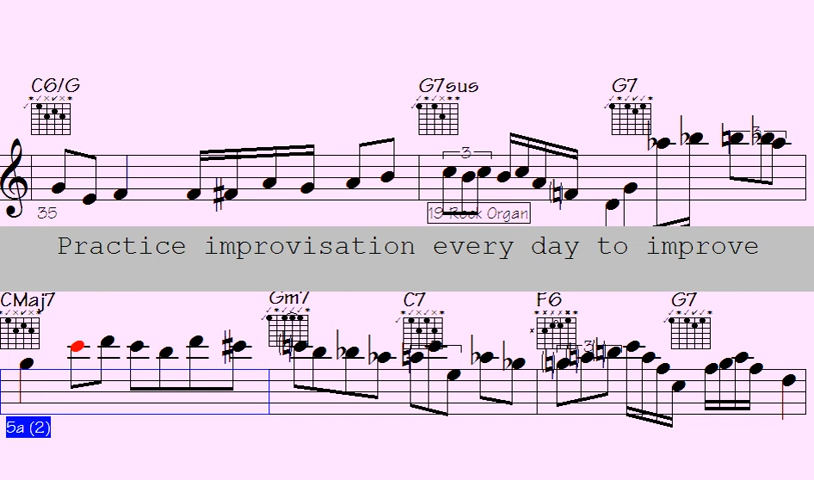 C6/G G7sus G7
3 3
35 19 Rock Organ
Practice improvisation every day to improve
CMaj7 Gm7 C7 F6 G7
3
5a (2)